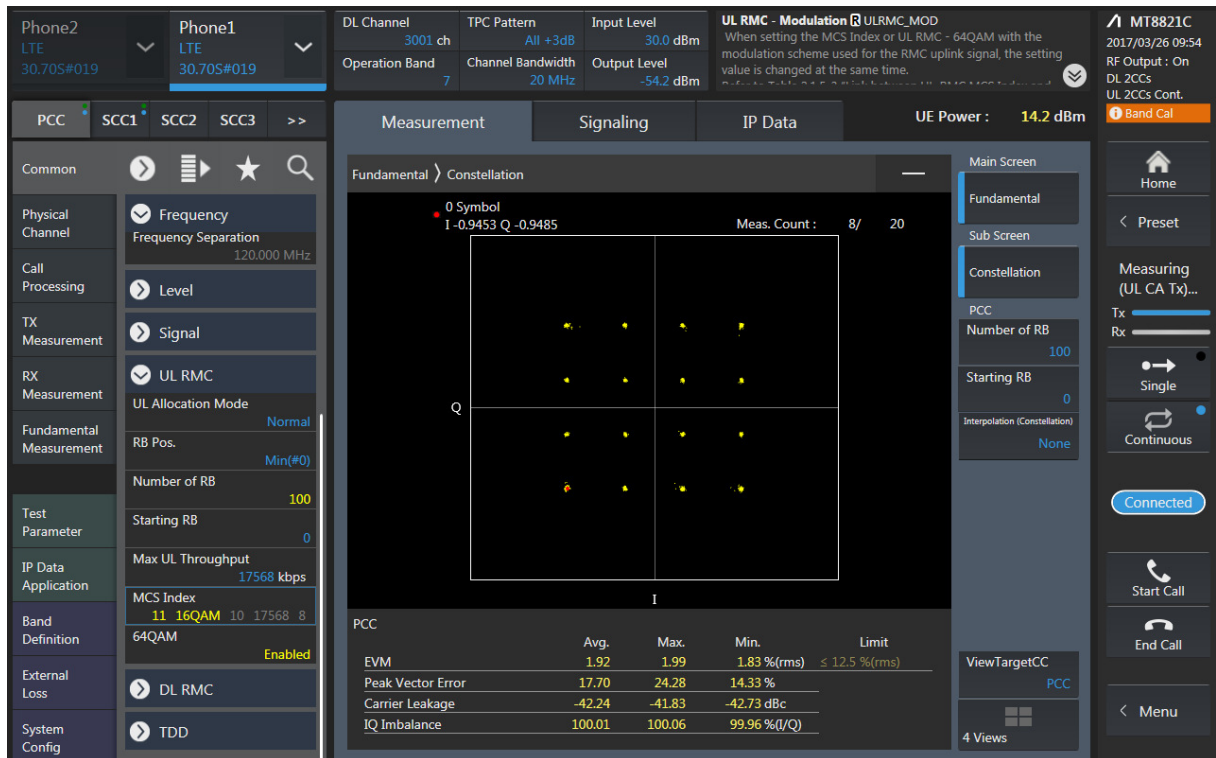 Phone2
LTE
30.70S#019
Phone1
LTE
30.70S#019
DL Channel
3001 ch
TPC Pattern
All +3dB
Input Level
30.0 dBm
Operation Band
7
Channel Bandwidth
20 MHz
Output Level
-54.2 dBm
UL RMC - Modulation R ULRMC_MOD
When setting the MCS Index or UL RMC -
64QAM with the
modulation scheme used for the RMC uplink signal, the setting
value is changed at the same time.
MT8821C
2017/03/26 09:54
RF Output : On
DL 2CCs
UL 2CCs Cont.
Band Cal
PCC
SCC1
SCC2
SCC3
>>
Measurement
Signaling
IP Data
UE Power : 14.2 dBm
Common
Physical
Channel
Call
Processing
TX
Measurement
RX
Measurement
Fundamental
Measurement
Test
Parameter
IP Data
Application
Band
Definition
External
Loss
System
Config
Frequency
Frequency Separation
120.000 MHz
Level
Signal
UL RMC
UL Allocation Mode
Normal
RB Pos.
Min(#0)
Number of RB
100
Starting RB
0
Max UL Throughput
17568 kbps
MCS Index
11 16QAM 10 17568 8
64QAM
Enabled
DL RMC
TDD
Fundamental 〉 Constellation
0 Symbol
I -0.9453 Q -0.9485
Meas. Count : 8/ 20
Q
I
PCC
Avg. Max. Min. Limit
EVM 1.92 1.99 1.83 %(rms) ≤ 12.5 %(rms)
Peak Vector Error 17.70 24.28 14.33 %
Carrier Leakage -42.24 -41.83 -42.73 dBc
IQ Imbalance 100.01 100.06 99.96 %(I/Q)
Main Screen
Fundamental
Sub Screen
Constellation
PCC
Number of RB
100
Starting RB
0
Interpolation (Constellation)
None
ViewTargetCC
PCC
4 Views
Home
< Preset
Measuring
(UL CA Tx)...
Tx
Rx
Single
Continuous
Connected
Start Call
End Call
< Menu